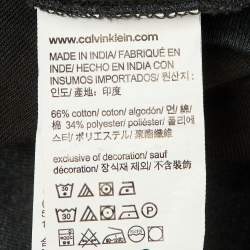 www.calvinklein.com
MADE IN INDIA/ FABRIQUÉ EN
INDE/ HECHO EN INDIA CON
INSUMOS IMPORTADOS/ 원산지 :
인도/ 產地 : 印度
66% cotton/ coton/ algodón/ 면/ 綿/
棉/ 34% polyester/ poliéster/ 폴리에
스터/ ポリエステル/ 聚酯纖維
exclusive of decoration/ sauf
décoration/ 장식재 제외/ 不含裝飾
30